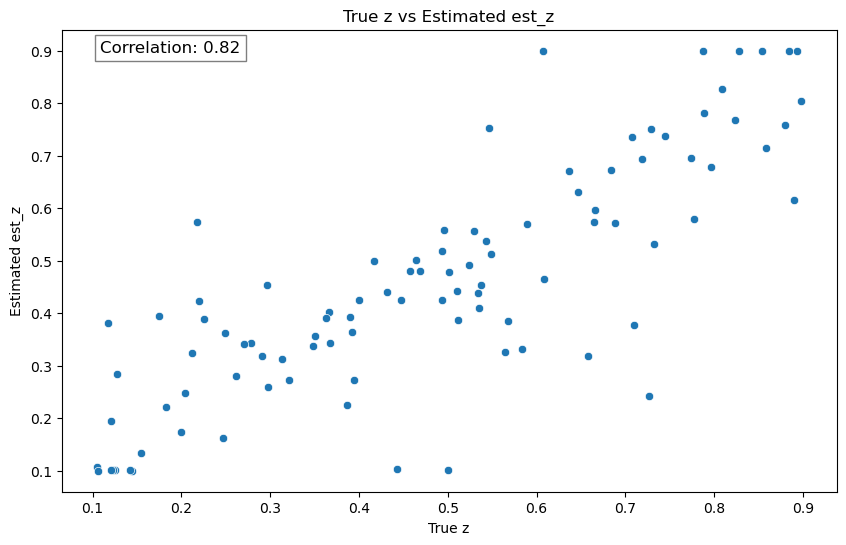 True z vs Estimated est_z
Correlation: 0.82
Estimated est_z
0.9
0.8
0.7
0.6
0.5
0.4
0.3
0.2
0.1
0.1 0.2 0.3 0.4 0.5 0.6 0.7 0.8 0.9
True z